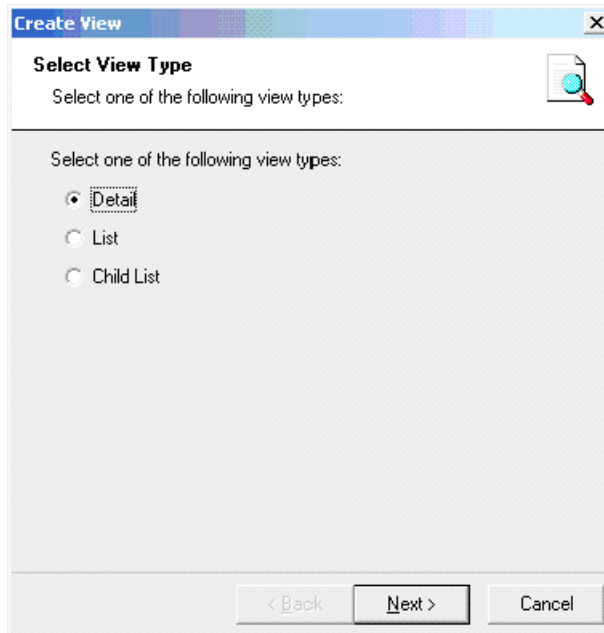 Create View
Select View Type
Select one of the following view types:
Select one of the following view types:
Detail
List
Child List
< Back
Next >
Cancel